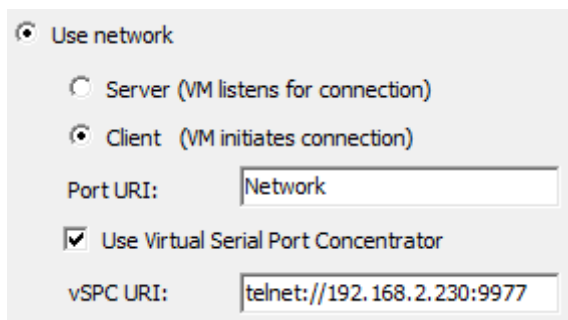 Use network
Server (VM listens for connection)
Client (VM initiates connection)
Port URI: Network
Use Virtual Serial Port Concentrator
vSPC URI: telnet://192.168.2.230:9977